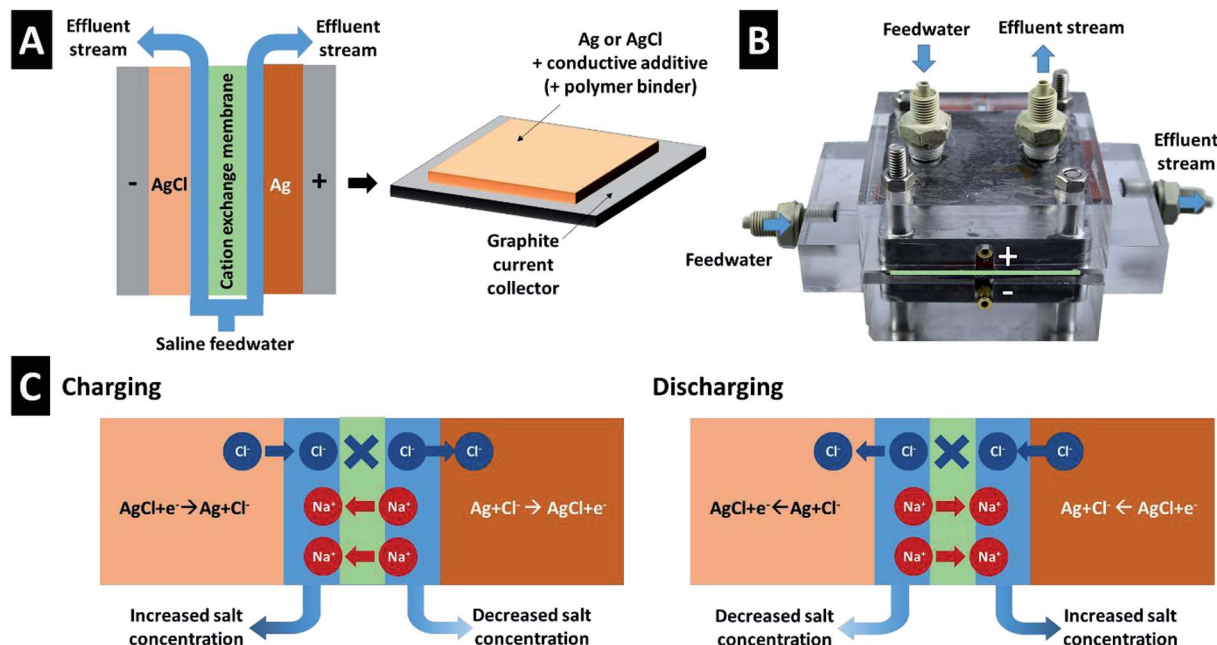 A
Effluent
stream
Effluent
stream
-
AgCl
Cation exchange membrane
Ag
+
Saline feedwater
Ag or AgCl
+ conductive additive
(+ polymer binder)
Graphite
current
collector
B
Feedwater
Effluent stream
Effluent
stream
Feedwater
+
-
C
Charging
Cl⁻
Cl⁻
Cl⁻
Cl⁻
AgCl+e⁻→Ag+Cl⁻
Na⁺
Na⁺
Ag+Cl⁻→AgCl+e⁻
Na⁺
Na⁺
Increased salt
concentration
Decreased salt
concentration
Discharging
Cl⁻
Cl⁻
Cl⁻
Cl⁻
AgCl+e⁻←Ag+Cl⁻
Na⁺
Na⁺
Ag+Cl⁻←AgCl+e⁻
Na⁺
Na⁺
Decreased salt
concentration
Increased salt
concentration